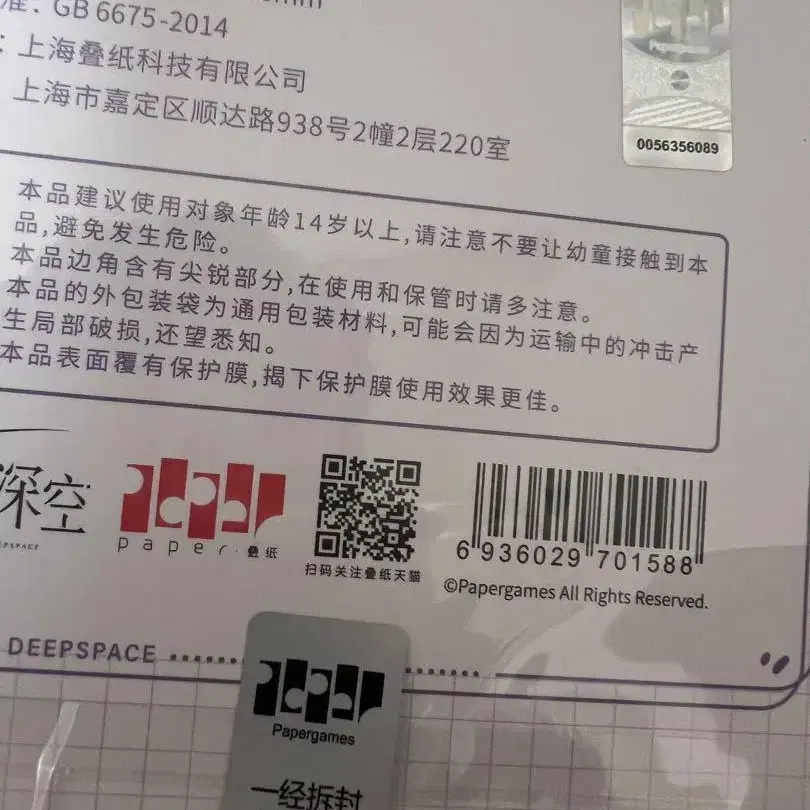 准: GB 6675-2014
: 上海叠纸科技有限公司
上海市嘉定区顺达路938号2幢2层220室
Papergames
0056356089
本品建议使用对象年龄14岁以上,请注意不要让幼童接触到本
品,避免发生危险。
本品边角含有尖锐部分,在使用和保管时请多注意。
本品的外包装袋为通用包装材料,可能会因为运输中的冲击产
生局部破损,还望悉知。
本品表面覆有保护膜,揭下保护膜使用效果更佳。
深空
paper·叠纸
扫码关注叠纸天猫
6 936029 701588
©Papergames All Rights Reserved.
DEEPSPACE
paper
Papergames
一经拆封